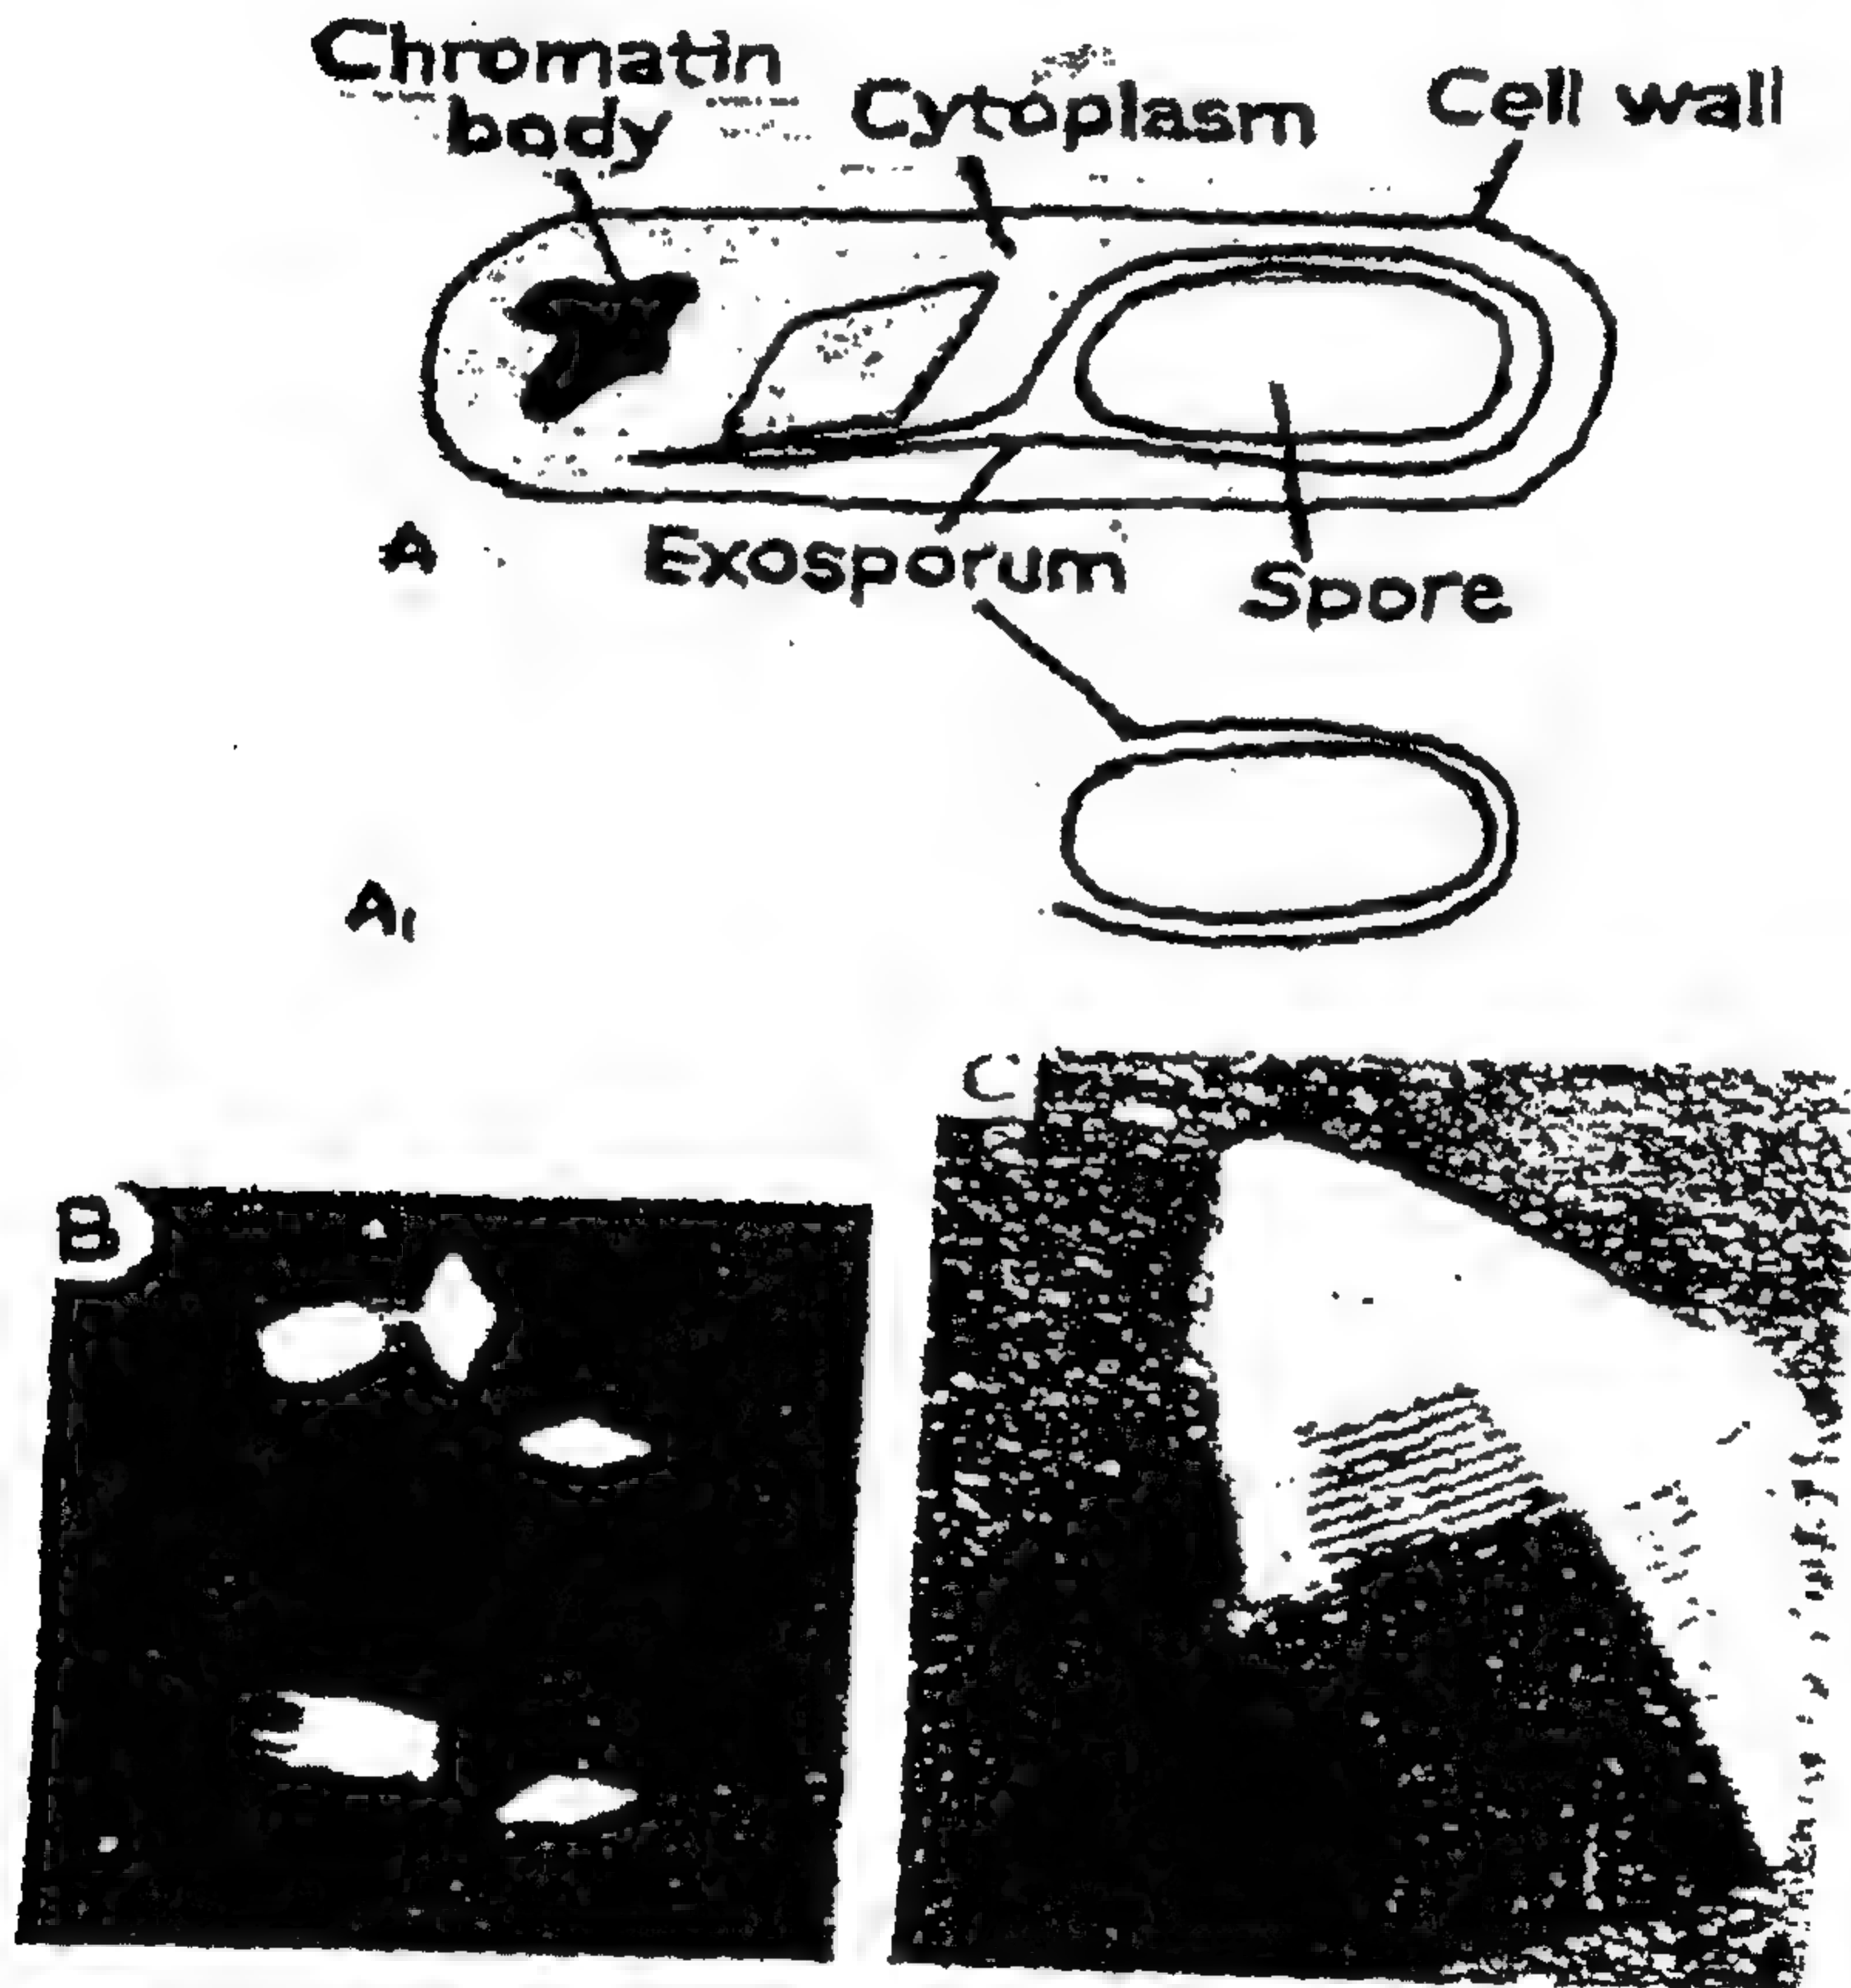 Chromatin
body
Cytoplasm
Cell wall
A
Exosporum
Spore
A1
B
C